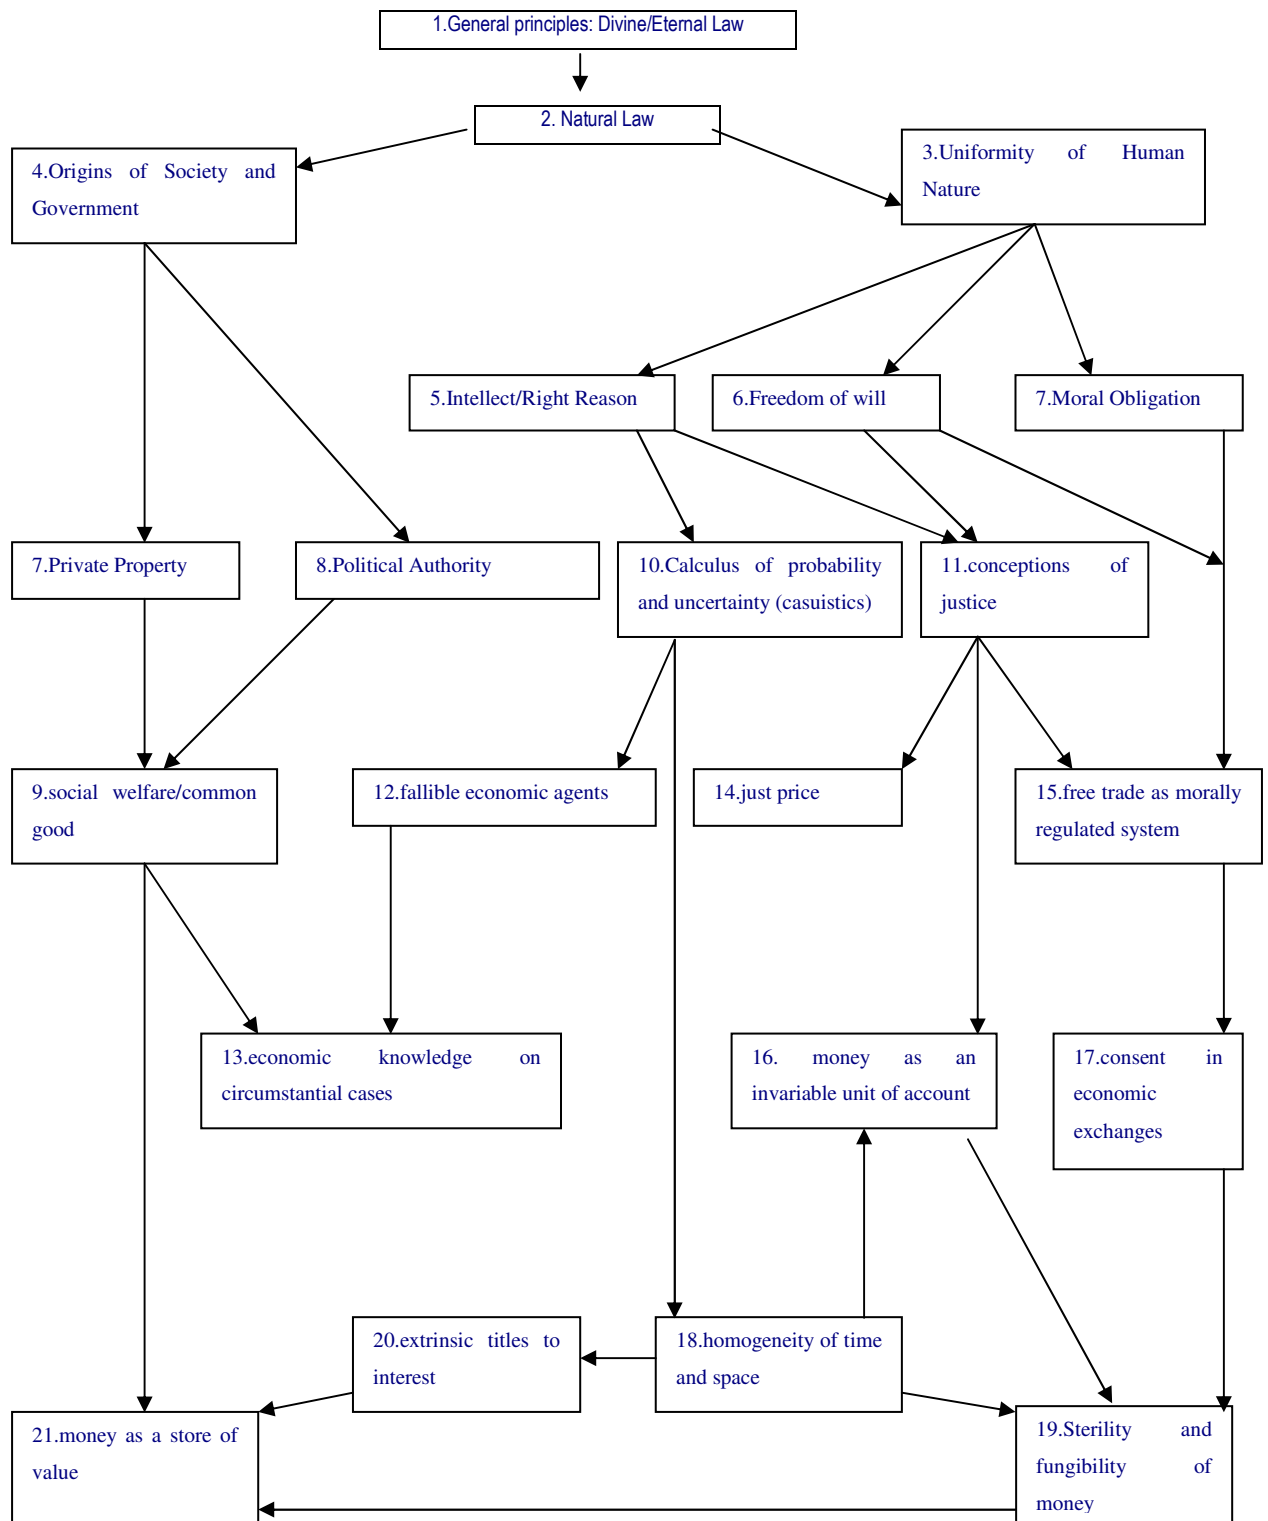 1.General principles: Divine/Eternal Law
2. Natural Law
3.Uniformity of Human
Nature
4.Origins of Society and
Government
5.Intellect/Right Reason
6.Freedom of will
7.Moral Obligation
7.Private Property
8.Political Authority
10.Calculus of probability
and uncertainty (casuistics)
11.conceptions of
justice
9.social welfare/common
good
12.fallible economic agents
14.just price
15.free trade as morally
regulated system
13.economic knowledge on
circumstantial cases
16. money as an
invariable unit of account
17.consent in
economic
exchanges
20.extrinsic titles to
interest
18.homogeneity of time
and space
21.money as a store of
value
19.Sterility and
fungibility of
money